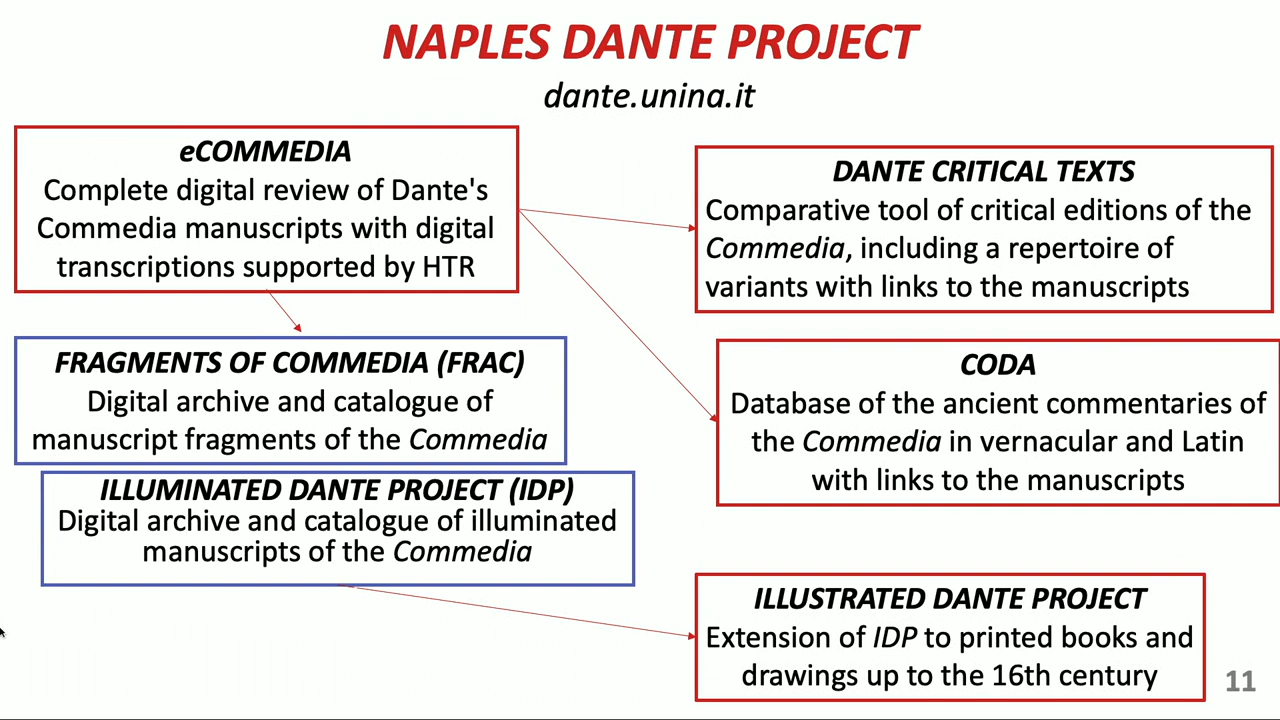 NAPLES DANTE PROJECT
dante.unina.it
eCOMMEDIA
Complete digital review of Dante's
Commedia manuscripts with digital
transcriptions supported by HTR
FRAGMENTS OF COMMEDIA (FRAC)
Digital archive and catalogue of
manuscript fragments of the Commedia
ILLUMINATED DANTE PROJECT (IDP)
Digital archive and catalogue of illuminated
manuscripts of the Commedia
DANTE CRITICAL TEXTS
Comparative tool of critical editions of the
Commedia, including a repertoire of
variants with links to the manuscripts
CODA
Database of the ancient commentaries of
the Commedia in vernacular and Latin
with links to the manuscripts
ILLUSTRATED DANTE PROJECT
Extension of IDP to printed books and
drawings up to the 16th century
11